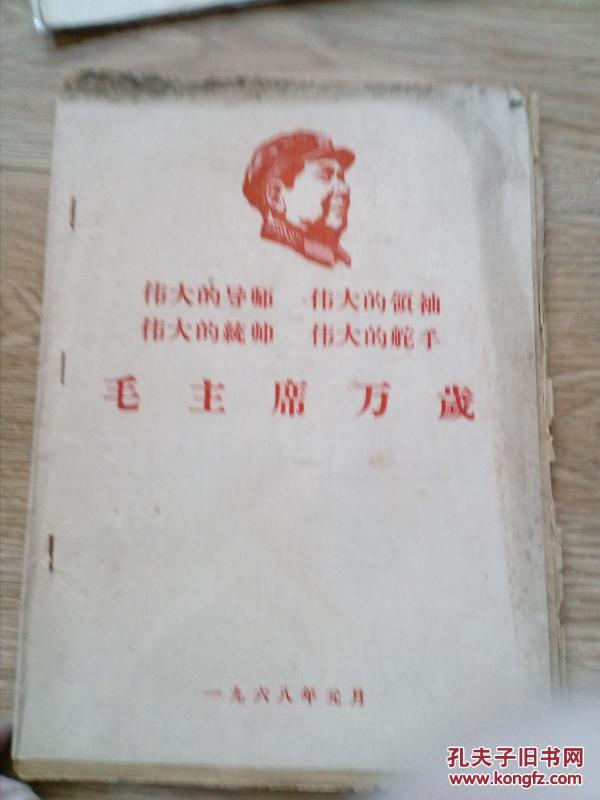 伟大的导师 伟大的領袖
伟大的統帅 伟大的舵手
毛主席万歲
一九六八年元月
孔夫子旧书网
www.kongfz.com